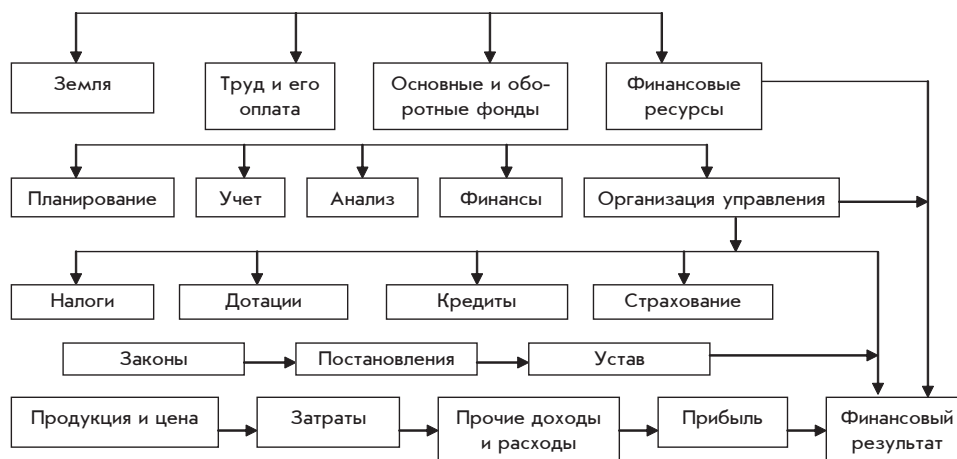 Земля
Труд и его
оплата
Основные и обо-
ротные фонды
Финансовые
ресурсы
Планирование
Учет
Анализ
Финансы
Организация управления
Налоги
Дотации
Кредиты
Страхование
Законы
Постановления
Устав
Продукция и цена
Затраты
Прочие доходы
и расходы
Прибыль
Финансовый
результат